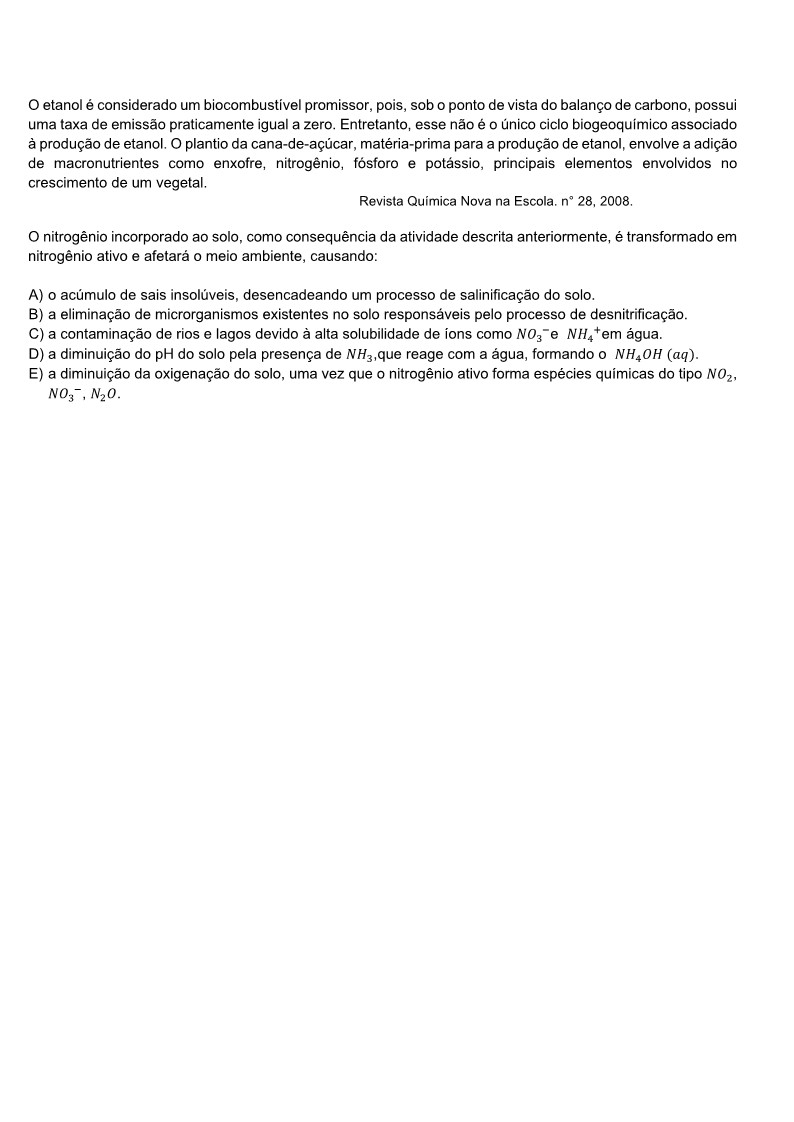 O etanol é considerado um biocombustível promissor, pois, sob o ponto de vista do balanço de carbono, possui
uma taxa de emissão praticamente igual a zero. Entretanto, esse não é o único ciclo biogeoquímico associado
à produção de etanol. O plantio da cana-de-açúcar, matéria-prima para a produção de etanol, envolve a adição
de macronutrientes como enxofre, nitrogênio, fósforo e potássio, principais elementos envolvidos no
crescimento de um vegetal.
Revista Química Nova na Escola. n° 28, 2008.
O nitrogênio incorporado ao solo, como consequência da atividade descrita anteriormente, é transformado em
nitrogênio ativo e afetará o meio ambiente, causando:
A) o acúmulo de sais insolúveis, desencadeando um processo de salinificação do solo.
B) a eliminação de microrganismos existentes no solo responsáveis pelo processo de desnitrificação.
C) a contaminação de rios e lagos devido à alta solubilidade de íons como NO₃⁻e NH₄⁺em água.
D) a diminuição do pH do solo pela presença de NH₃,que reage com a água, formando o NH₄OH (aq).
E) a diminuição da oxigenação do solo, uma vez que o nitrogênio ativo forma espécies químicas do tipo NO₂,
NO₃⁻, N₂O.